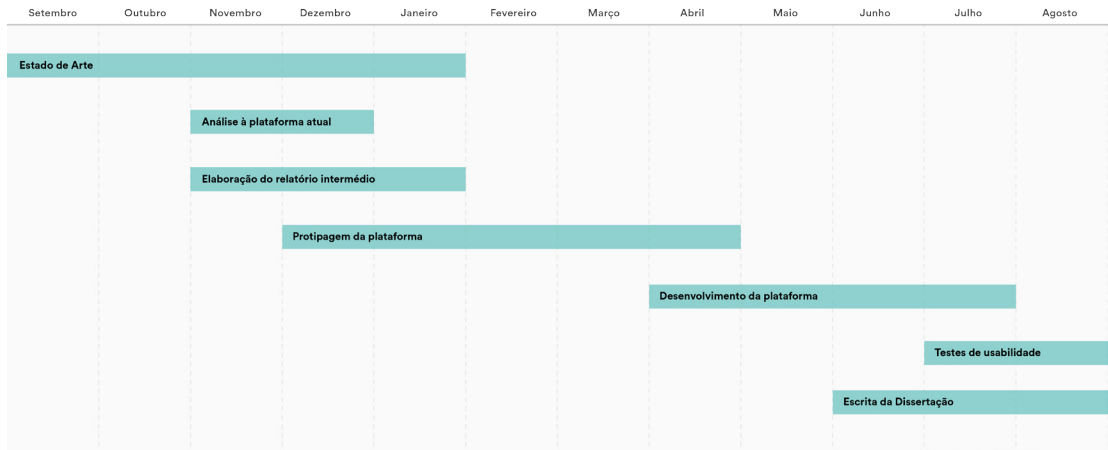 Setembro Outubro Novembro Dezembro Janeiro Fevereiro Março Abril Maio Junho Julho Agosto
Estado de Arte
Análise à plataforma atual
Elaboração do relatório intermédio
Protipagem da plataforma
Desenvolvimento da plataforma
Testes de usabilidade
Escrita da Dissertação